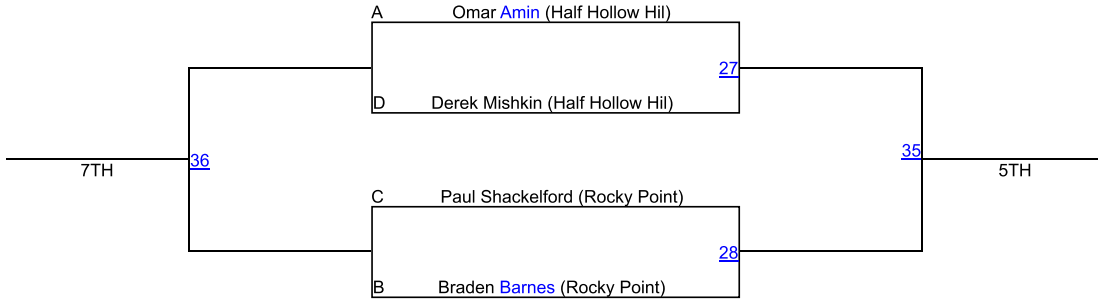 A Omar Amin (Half Hollow Hil)
27
D Derek Mishkin (Half Hollow Hil)
36
7TH
35
5TH
C Paul Shackelford (Rocky Point)
28
B Braden Barnes (Rocky Point)